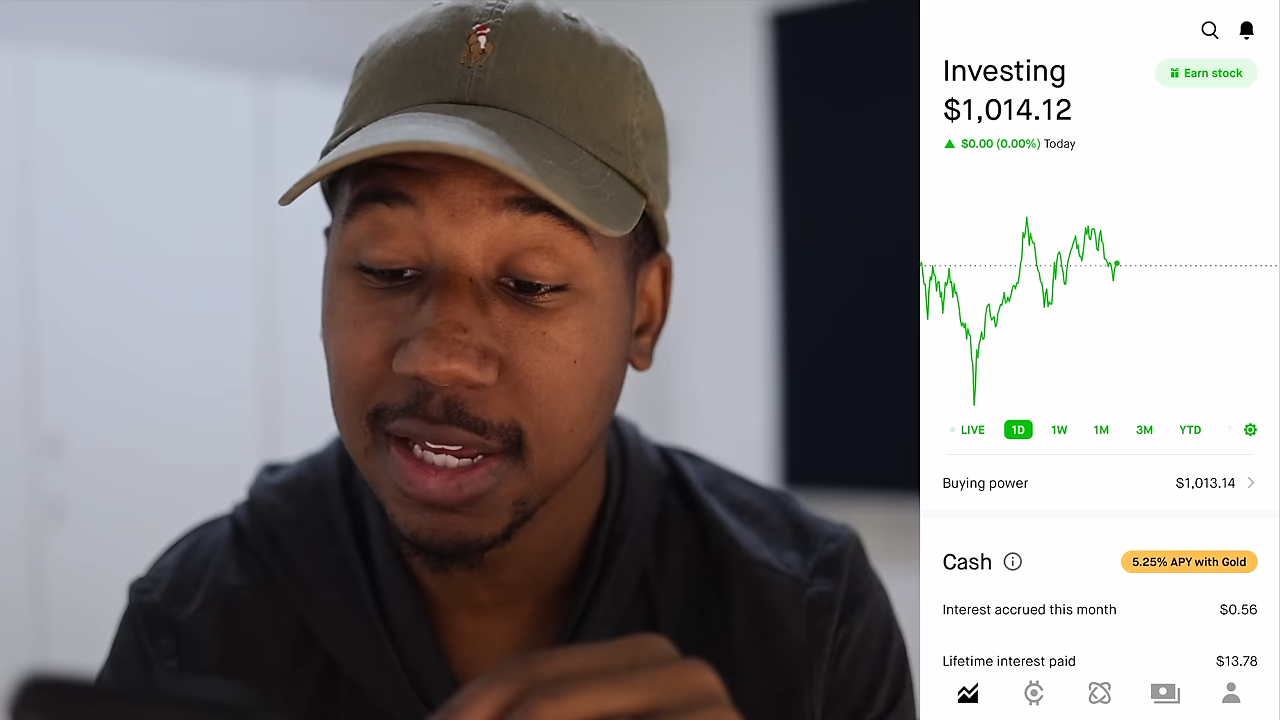 Investing
Earn stock
$1,014.12
$0.00 (0.00%) Today
LIVE 1D 1W 1M 3M YTD
Buying power $1,013.14
Cash 5.25% APY with Gold
Interest accrued this month $0.56
Lifetime interest paid $13.78